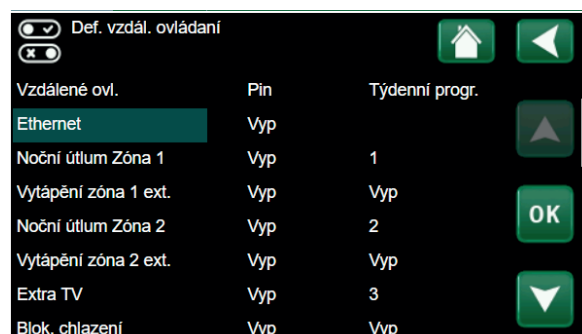 Def. vzdál. ovládaní
Vzdálené ovl. Pin Týdenní progr.
Ethernet Vyp
Noční útlum Zóna 1 Vyp 1
Vytápění zóna 1 ext. Vyp Vyp
Noční útlum Zóna 2 Vyp 2
OK
Vytápění zóna 2 ext. Vyp Vyp
Extra TV Vyp 3
Blok. chlazení Vyp Vyp